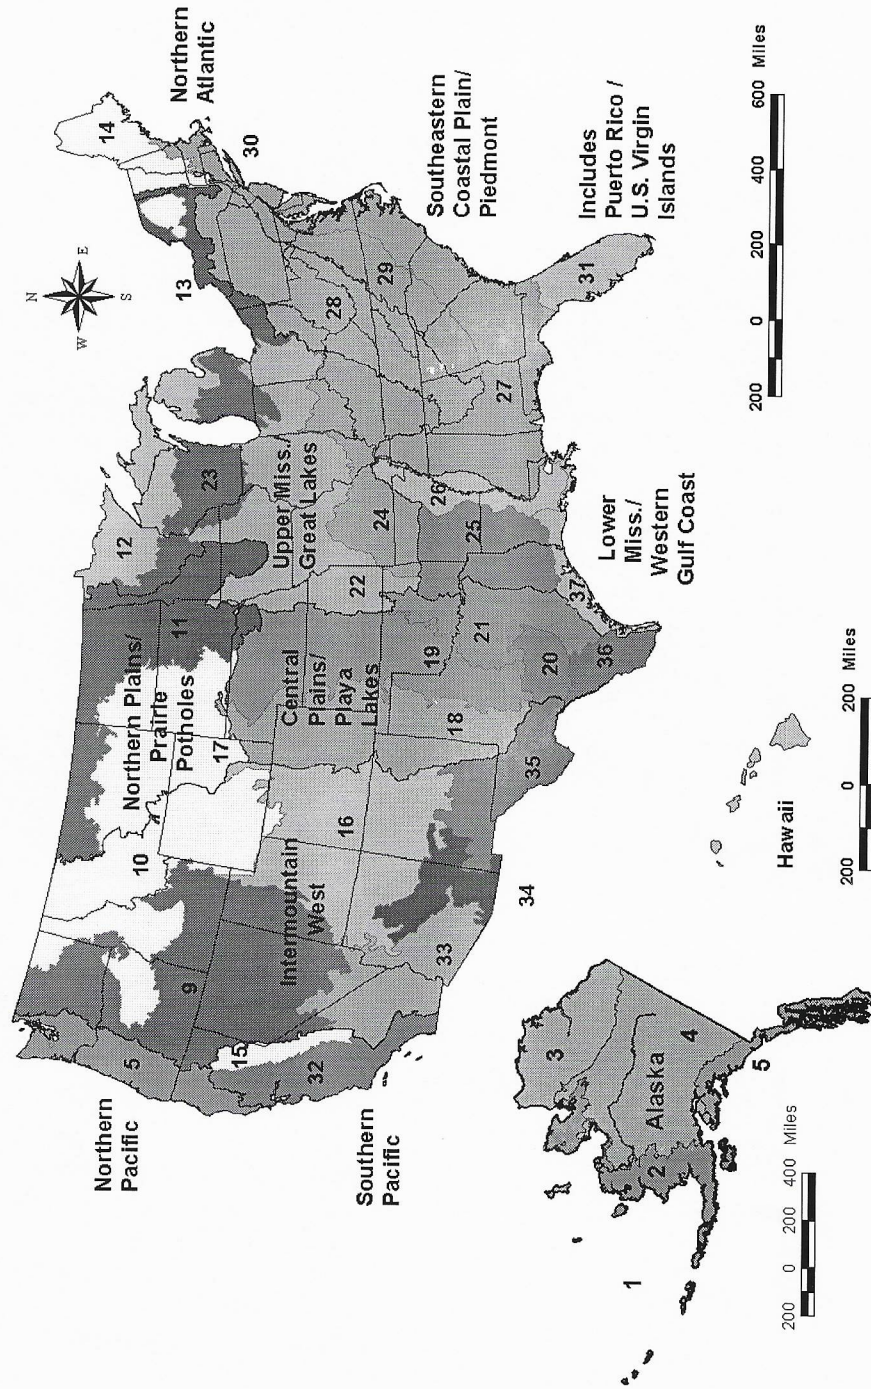 N
W
E
S
Northern
Atlantic
14
30
13
Southeastern
Coastal Plain/
Piedmont
Includes
Puerto Rico /
U.S. Virgin
Islands
28
29
31
27
12
23
Upper Miss./
Great Lakes
24
26
25
22
Lower
Miss./
Western
Gulf Coast
Northern Plains/
Prairie
Potholes
11
17
Central
Plains/
Playa
Lakes
19
21
18
20
37
36
35
10
9
16
Intermountain
West
34
33
Northern
Pacific
5
15
32
Southern
Pacific
200 0 200 400 600 Miles
Hawaii
200 0 200 Miles
Alaska
1
2
3
4
5
200 0 200 400 Miles